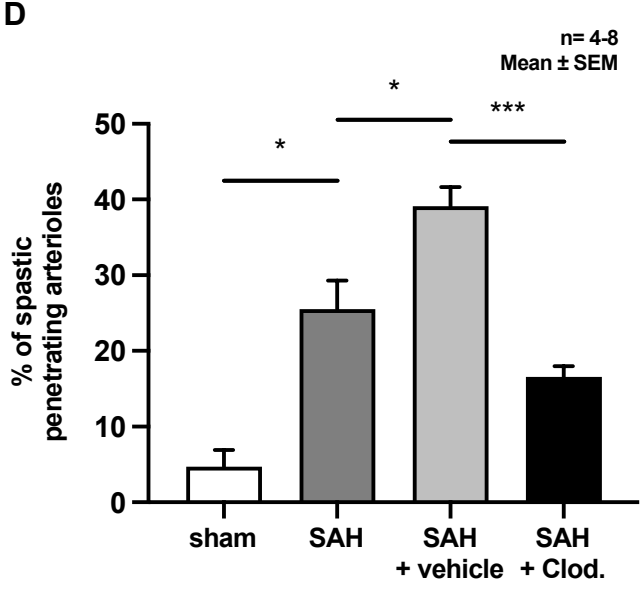 D
n= 4-8
Mean ± SEM
*
***
*
50
40
30
20
10
0
% of spastic
penetrating arterioles
sham
SAH
SAH
+ vehicle
SAH
+ Clod.